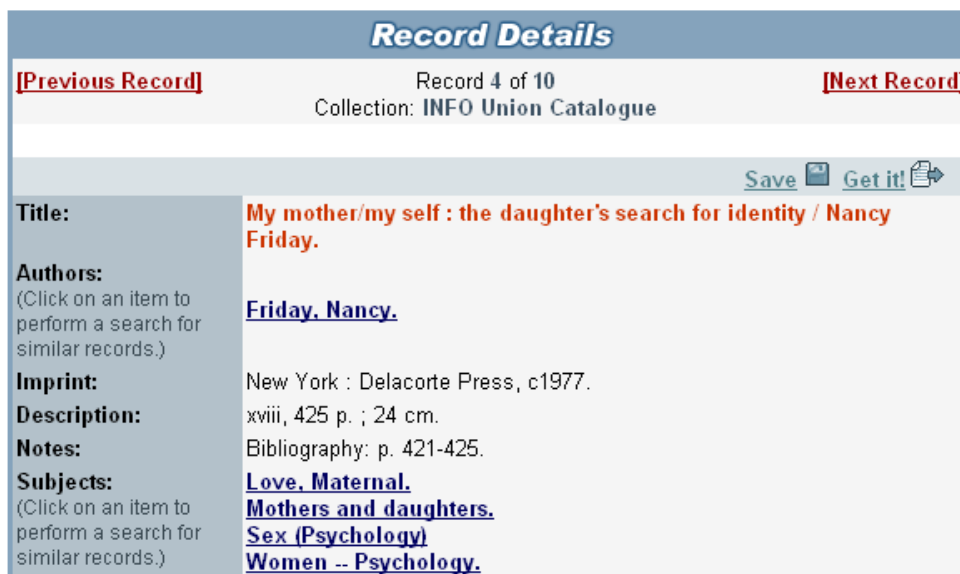 Record Details
[Previous Record] Record 4 of 10 [Next Record]
Collection: INFO Union Catalogue
Save Get it!
Title: My mother/my self : the daughter's search for identity / Nancy
Friday.
Authors:
(Click on an item to
perform a search for
similar records.)
Friday, Nancy.
Imprint: New York : Delacorte Press, c1977.
Description: xviii, 425 p. ; 24 cm.
Notes: Bibliography: p. 421-425.
Subjects:
(Click on an item to
perform a search for
similar records.)
Love, Maternal.
Mothers and daughters.
Sex (Psychology)
Women -- Psychology.